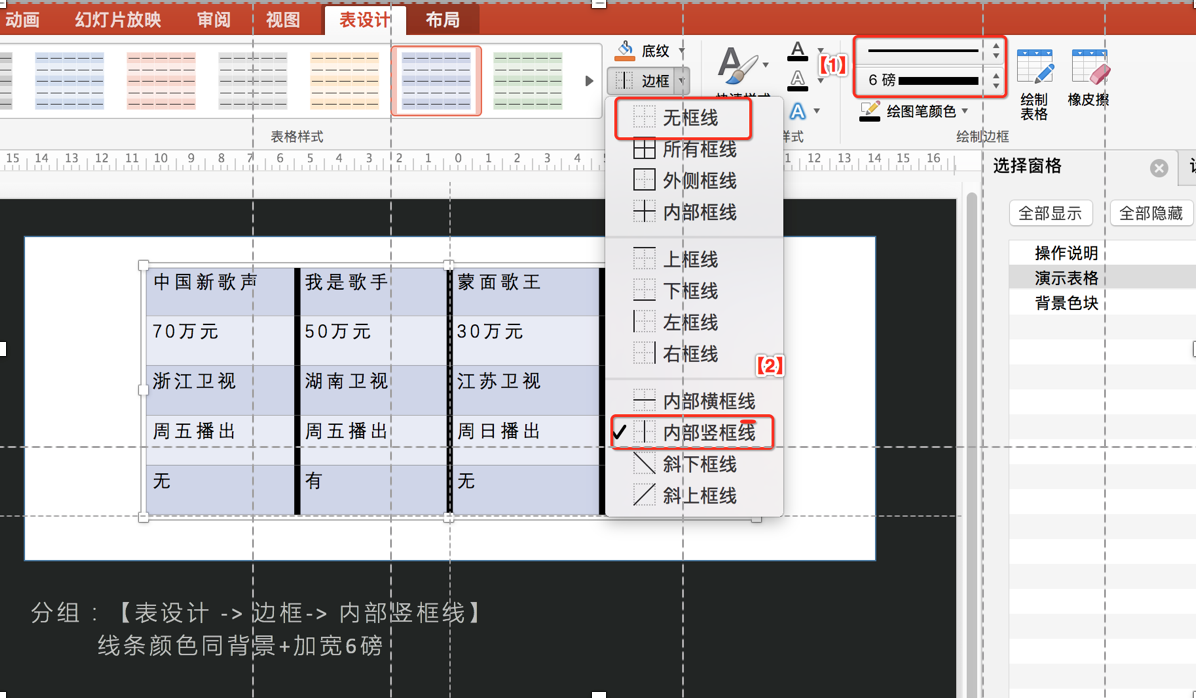 动画 幻灯片放映 审阅 视图 表设计 布局
底纹
边框
【1】
6 磅
绘图笔颜色
绘制
表格
橡皮擦
表格样式
样式
绘制边框
15 14 13 12 11 10 9 8 7 6 5 4 3 2 1 0 1 2 3 4 5
11 12 13 14 15 16
无框线
所有框线
外侧框线
内部框线
上框线
下框线
左框线
右框线
【2】
内部横框线
内部竖框线
斜下框线
斜上框线
选择窗格
全部显示 全部隐藏
操作说明
演示表格
背景色块
中国新歌声 我是歌手 蒙面歌王
70万元 50万元 30万元
浙江卫视 湖南卫视 江苏卫视
周五播出 周五播出 周日播出
无 有 无
分组：【表设计 -> 边框-> 内部竖框线】
线条颜色同背景+加宽6磅